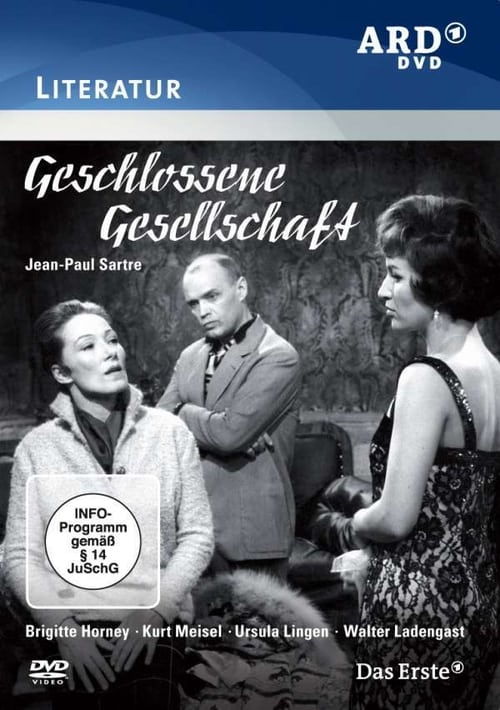 ARD
DVD
LITERATUR
Geschlossene
Gesellschaft
Jean-Paul Sartre
INFO-
Programm
gemäß
§ 14
JuSchG
Brigitte Horney · Kurt Meisel · Ursula Lingen · Walter Ladengast
DVD
VIDEO
Das Erste